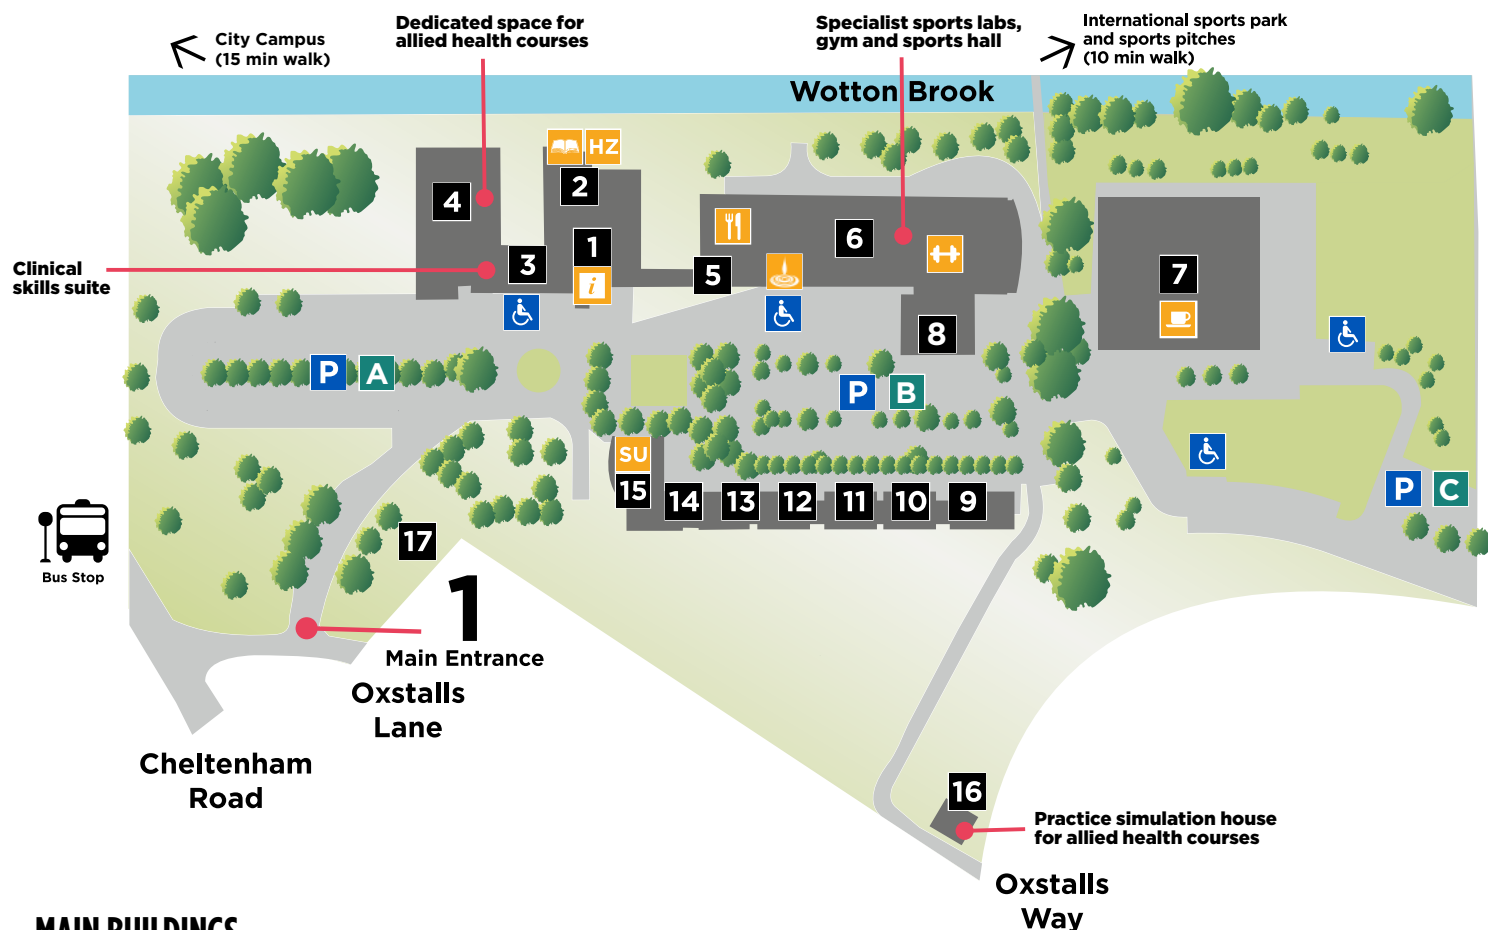 City Campus
(15 min walk)
Dedicated space for
allied health courses
Specialist sports labs,
gym and sports hall
International sports park
and sports pitches
(10 min walk)
Wotton Brook
HZ
2
4
1
3
i
5
6
7
8
Clinical
skills suite
P A
P B
P C
SU
15
14
13
12
11
10
9
17
Bus Stop
1
Main Entrance
Oxstalls
Lane
Cheltenham
Road
16
Practice simulation house
for allied health courses
Oxstalls
Way
MAIN BUILDINGS